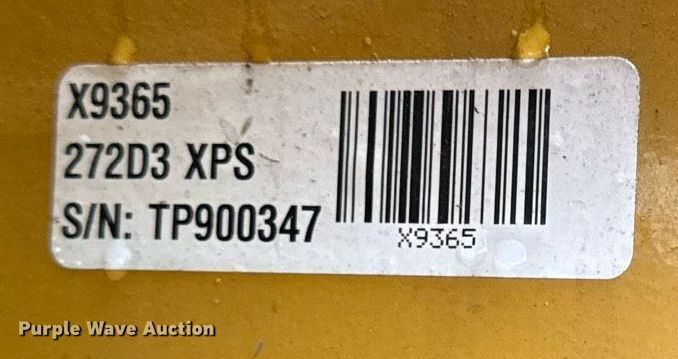 X9365
272D3 XPS
S/N: TP900347
X9365
Purple Wave Auction